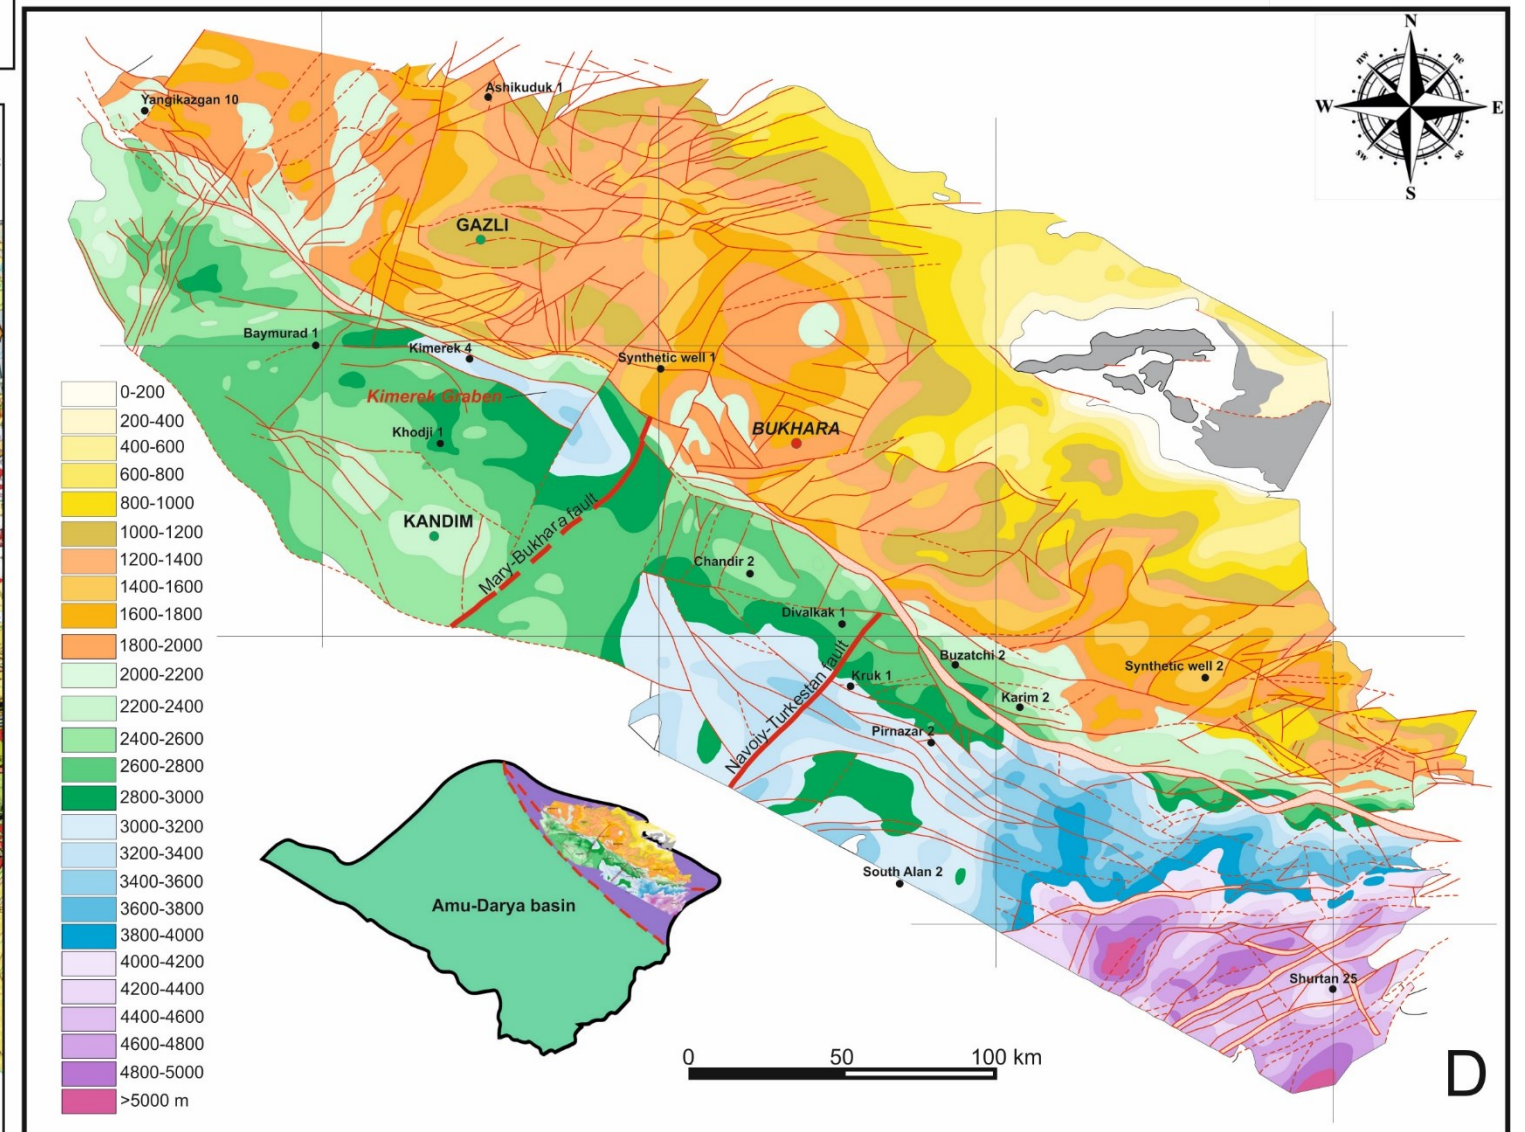 N
nw
ne
W
E
sw
se
S
Yangikazgan 10
Ashikuduk 1
GAZLI
Baymurad 1
Kimerek 4
Synthetic well 1
Kimerek Graben
Khodji 1
BUKHARA
KANDIM
Mary-Bukhara fault
Chandir 2
Divalkak 1
Buzatchi 2
Synthetic well 2
Kruk 1
Karim 2
Navoiy-Turkestan fault
Pirnazar 2
South Alan 2
Shurtan 25
0-200
200-400
400-600
600-800
800-1000
1000-1200
1200-1400
1400-1600
1600-1800
1800-2000
2000-2200
2200-2400
2400-2600
2600-2800
2800-3000
3000-3200
3200-3400
3400-3600
3600-3800
3800-4000
4000-4200
4200-4400
4400-4600
4600-4800
4800-5000
>5000 m
Amu-Darya basin
0 50 100 km
D